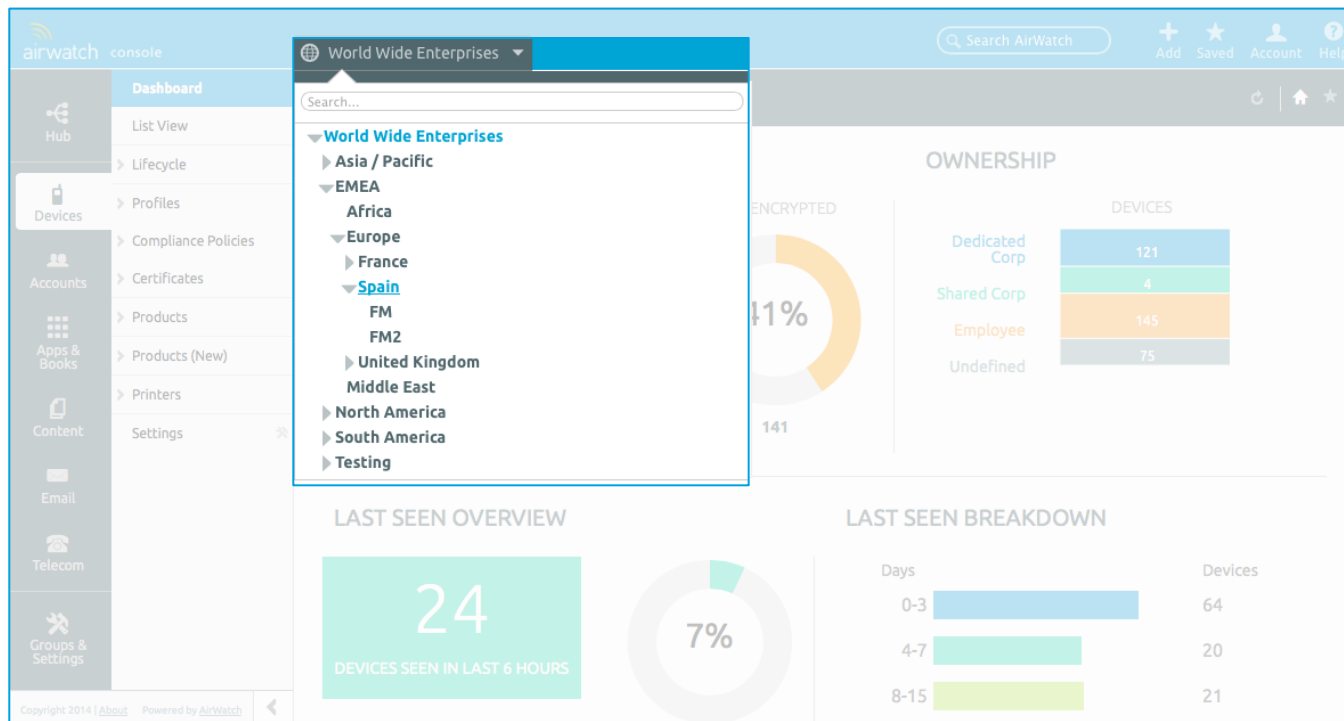 airwatch console
World Wide Enterprises
Search AirWatch
Add
Saved
Account
Help
Hub
Devices
Accounts
Apps &
Books
Content
Email
Telecom
Groups &
Settings
Dashboard
List View
Lifecycle
Profiles
Compliance Policies
Certificates
Products
Products (New)
Printers
Settings
Search...
World Wide Enterprises
Asia / Pacific
EMEA
Africa
Europe
France
Spain
FM
FM2
United Kingdom
Middle East
North America
South America
Testing
ENCRYPTED
41%
141
OWNERSHIP
DEVICES
Dedicated
Corp
121
Shared Corp
4
Employee
145
Undefined
75
LAST SEEN OVERVIEW
24
DEVICES SEEN IN LAST 6 HOURS
7%
LAST SEEN BREAKDOWN
Days Devices
0-3 64
4-7 20
8-15 21
Copyright 2014 | About Powered by AirWatch